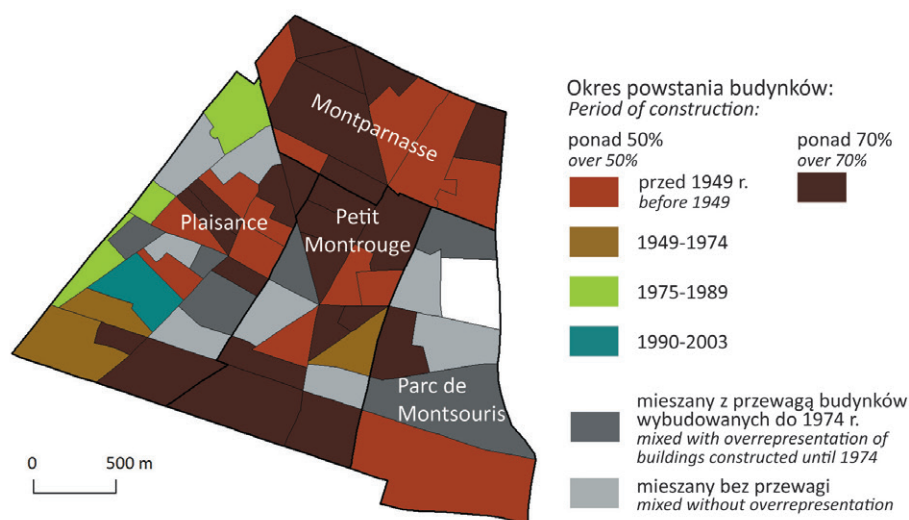 Montparnasse
Plaisance
Petit
Montrouge
Parc de
Montsouris
0 500 m
Okres powstania budynków:
Period of construction:
ponad 50%
over 50%
ponad 70%
over 70%
przed 1949 r.
before 1949
1949-1974
1975-1989
1990-2003
mieszany z przewagą budynków
wybudowanych do 1974 r.
mixed with overrepresentation of
buildings constructed until 1974
mieszany bez przewagi
mixed without overrepresentation